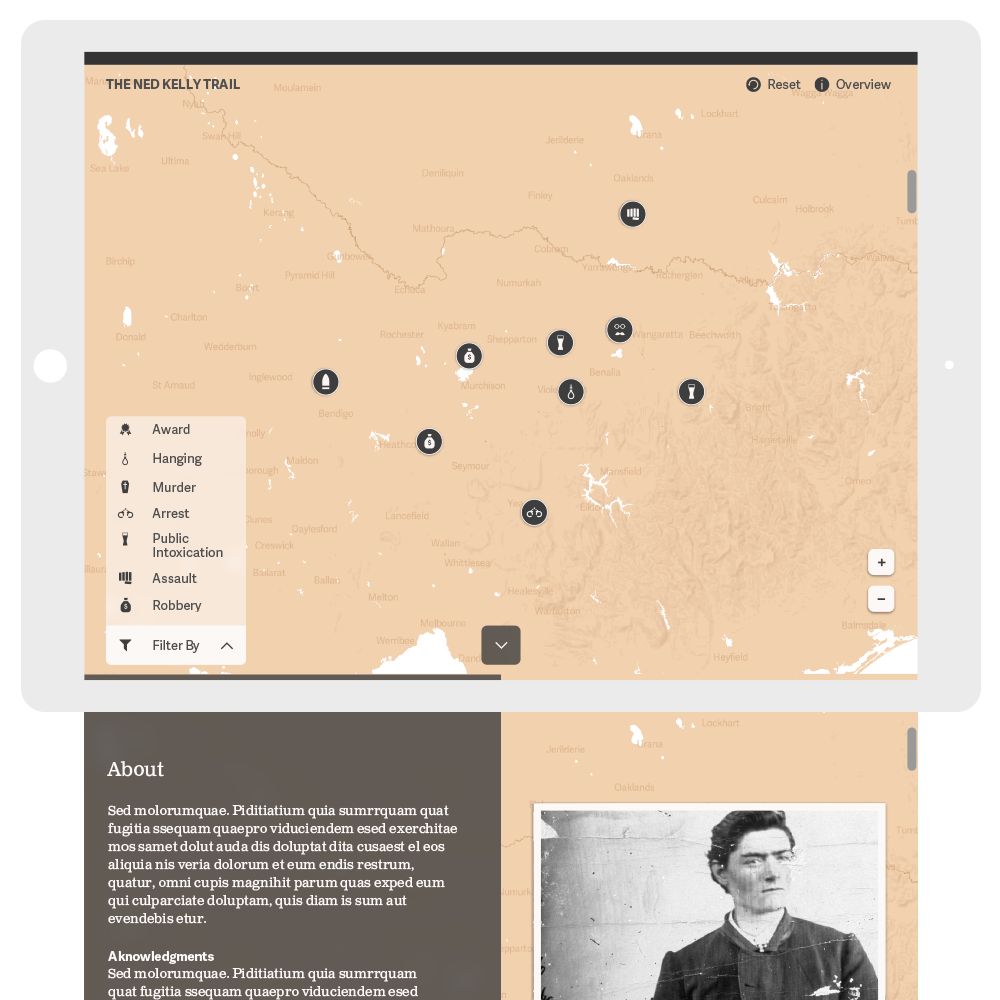 THE NED KELLY TRAIL
Reset
Overview
Moulamein
Wagga Wagga
Lockhart
Swan Hill
Jerilderie
Urana
Ultima
Sea Lake
Deniliquin
Oaklands
Finley
Culcairn
Holbrook
Kerang
Mathoura
Cobram
Birchip
Gunbower
Yarrawonga
Rutherglen
Walwa
Pyramid Hill
Numurkah
Echuca
Tallangatta
Charlton
Kyabram
Donald
Rochester
Shepparton
Wangaratta
Beechworth
Wedderburn
Benalla
Inglewood
St Arnaud
Murchison
Bright
Bendigo
Harrietville
Maldon
Seymour
Mansfield
Omeo
Lancefield
Daylesford
Creswick
Wallan
Whittlesea
Ballarat
Ballan
Healesville
Melton
Warburton
Melbourne
Heyfield
Award
Hanging
Murder
Arrest
Public
Intoxication
Assault
Robbery
Filter By
+
−
Lockhart
Jerilderie
Urana
Oaklands
About
Sed molorumquae. Piditiatium quia sumrrquam quat
fugitia ssequam quaepro viduciendem esed exerchitae
mos samet dolut auda dis doluptat dita cusaest el eos
aliquia nis veria dolorum et eum endis restrum,
quatur, omni cupis magnihit parum quas exped eum
qui culparciate doluptam, quis diam is sum aut
evendebis etur.
Aknowledgments
Sed molorumquae. Piditiatium quia sumrrquam
quat fugitia ssequam quaepro viduciendem esed